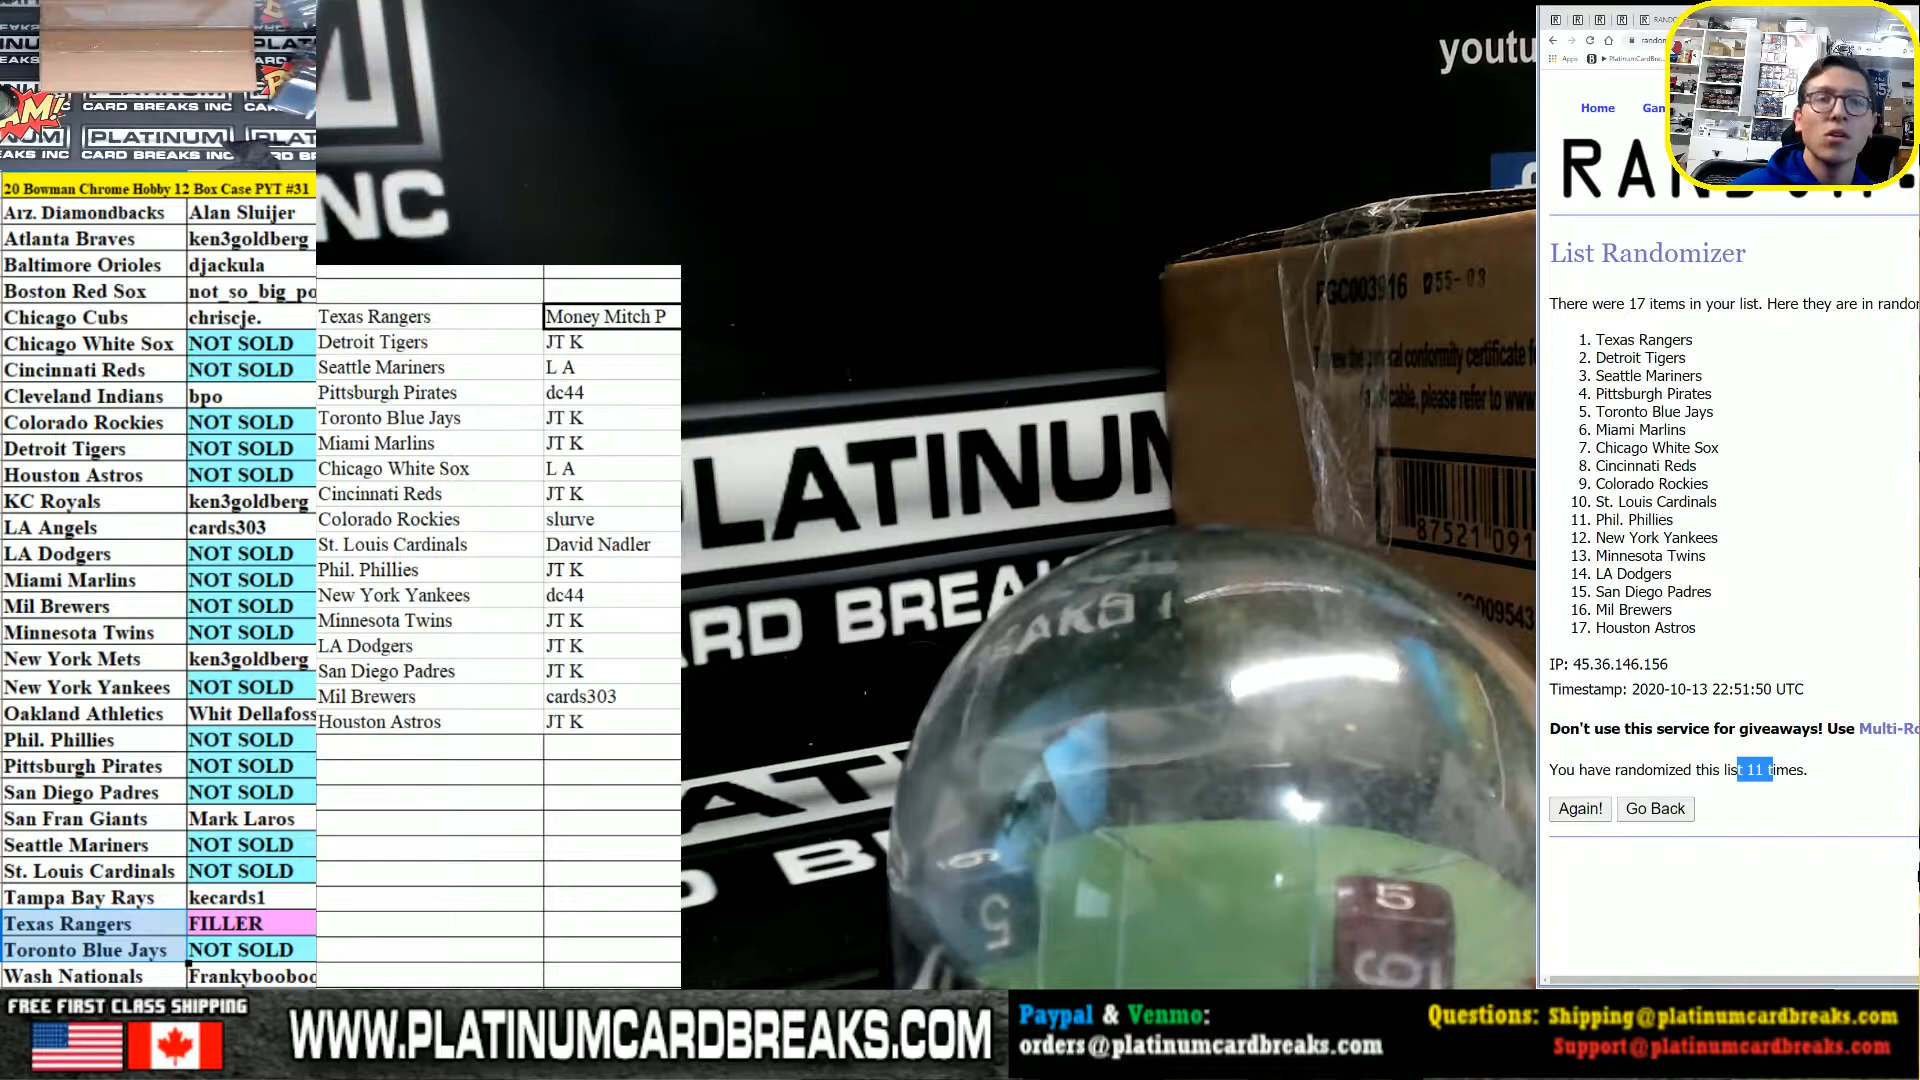 PLATINUM
CARD BREAKS INC
20 Bowman Chrome Hobby 12 Box Case PYT #31
Arz. Diamondbacks Alan Sluijer
Atlanta Braves ken3goldberg
Baltimore Orioles djackula
Boston Red Sox not_so_big_po
Chicago Cubs chriscje.
Chicago White Sox NOT SOLD
Cincinnati Reds NOT SOLD
Cleveland Indians bpo
Colorado Rockies NOT SOLD
Detroit Tigers NOT SOLD
Houston Astros NOT SOLD
KC Royals ken3goldberg
LA Angels cards303
LA Dodgers NOT SOLD
Miami Marlins NOT SOLD
Mil Brewers NOT SOLD
Minnesota Twins NOT SOLD
New York Mets ken3goldberg
New York Yankees NOT SOLD
Oakland Athletics Whit Dellafoss
Phil. Phillies NOT SOLD
Pittsburgh Pirates NOT SOLD
San Diego Padres NOT SOLD
San Fran Giants Mark Laros
Seattle Mariners NOT SOLD
St. Louis Cardinals NOT SOLD
Tampa Bay Rays kecards1
Texas Rangers FILLER
Toronto Blue Jays NOT SOLD
Wash Nationals Frankybooboo
Texas Rangers Money Mitch P
Detroit Tigers JT K
Seattle Mariners L A
Pittsburgh Pirates dc44
Toronto Blue Jays JT K
Miami Marlins JT K
Chicago White Sox L A
Cincinnati Reds JT K
Colorado Rockies slurve
St. Louis Cardinals David Nadler
Phil. Phillies JT K
New York Yankees dc44
Minnesota Twins JT K
LA Dodgers JT K
San Diego Padres JT K
Mil Brewers cards303
Houston Astros JT K
NC
youtu
PLATINUM
RD BREA
87521 091
5
5
Home Gam
List Randomizer
There were 17 items in your list. Here they are in rando
1. Texas Rangers
2. Detroit Tigers
3. Seattle Mariners
4. Pittsburgh Pirates
5. Toronto Blue Jays
6. Miami Marlins
7. Chicago White Sox
8. Cincinnati Reds
9. Colorado Rockies
10. St. Louis Cardinals
11. Phil. Phillies
12. New York Yankees
13. Minnesota Twins
14. LA Dodgers
15. San Diego Padres
16. Mil Brewers
17. Houston Astros
IP: 45.36.146.156
Timestamp: 2020-10-13 22:51:50 UTC
Don't use this service for giveaways! Use Multi-Ro
You have randomized this list 11 times.
Again! Go Back
FREE FIRST CLASS SHIPPING
WWW.PLATINUMCARDBREAKS.COM
Paypal & Venmo:
orders@platinumcardbreaks.com
Questions: Shipping@platinumcardbreaks.com
Support@platinumcardbreaks.com